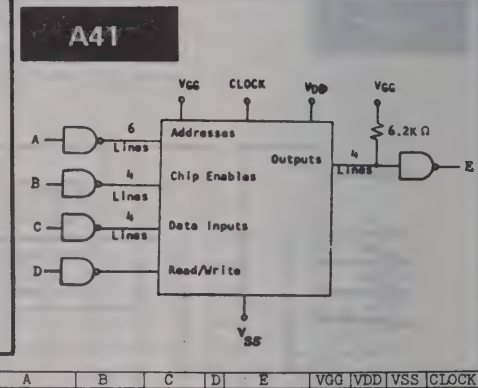 A41
VGG CLOCK VDD VGG
6.2K Ω
A 6 Lines Addresses
Outputs 4 Lines E
B 4 Lines Chip Enables
C 4 Lines Data Inputs
D Read/Write
VSS
A B C D E VGG VDD VSS CLOCK